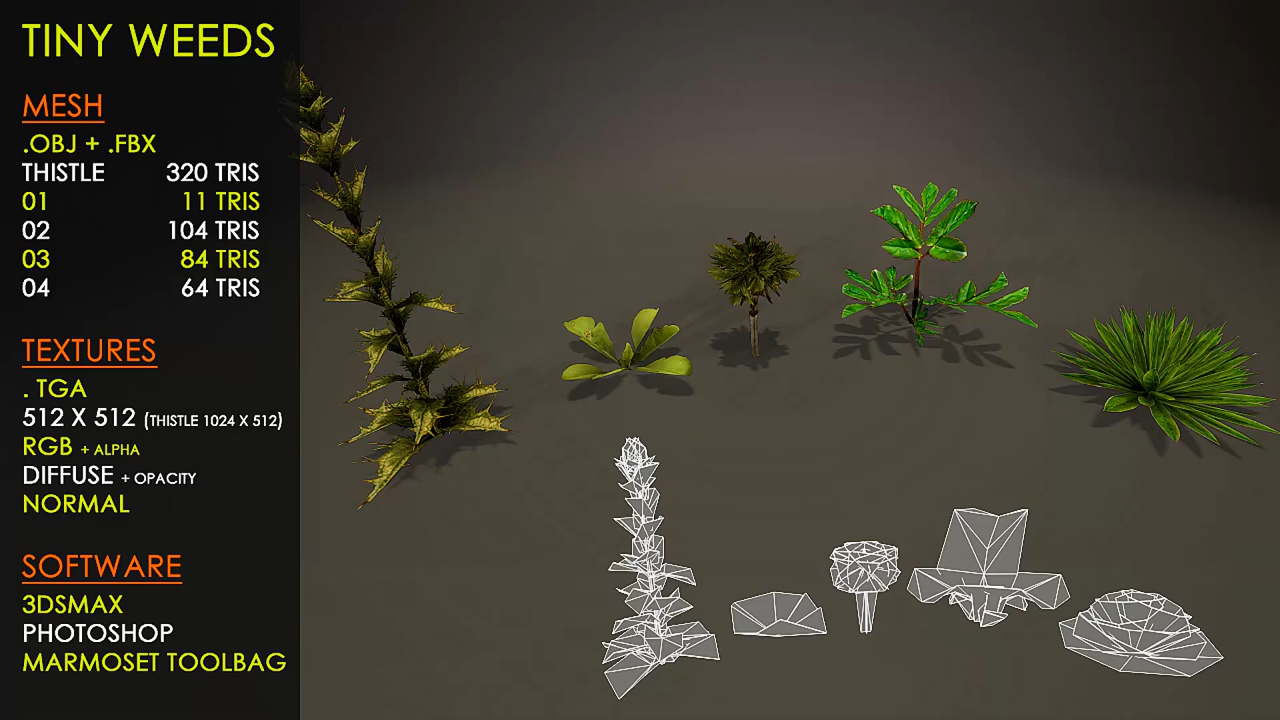 TINY WEEDS
MESH
.OBJ + .FBX
THISTLE 320 TRIS
01 11 TRIS
02 104 TRIS
03 84 TRIS
04 64 TRIS
TEXTURES
. TGA
512 X 512 (THISTLE 1024 X 512)
RGB + ALPHA
DIFFUSE + OPACITY
NORMAL
SOFTWARE
3DSMAX
PHOTOSHOP
MARMOSET TOOLBAG